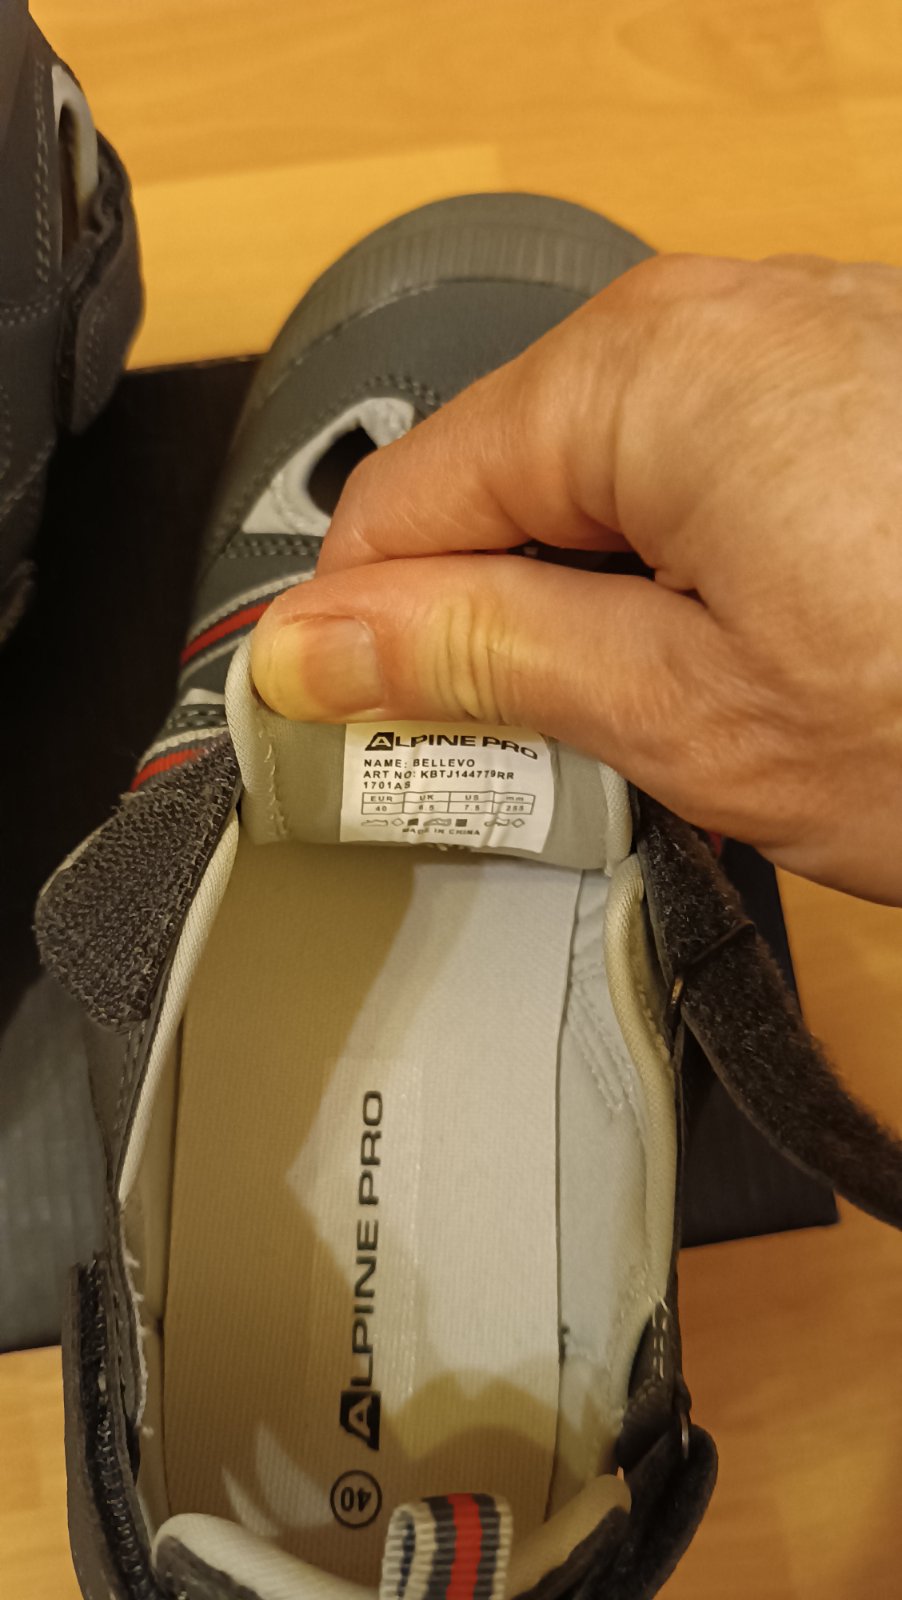 ALPINE PRO
NAME: BELLEVO
ART NO: KBTJ144779RR
1701AS
EUR UK US mm
40 6.5 7.5 255
MADE IN CHINA
ALPINE PRO
40